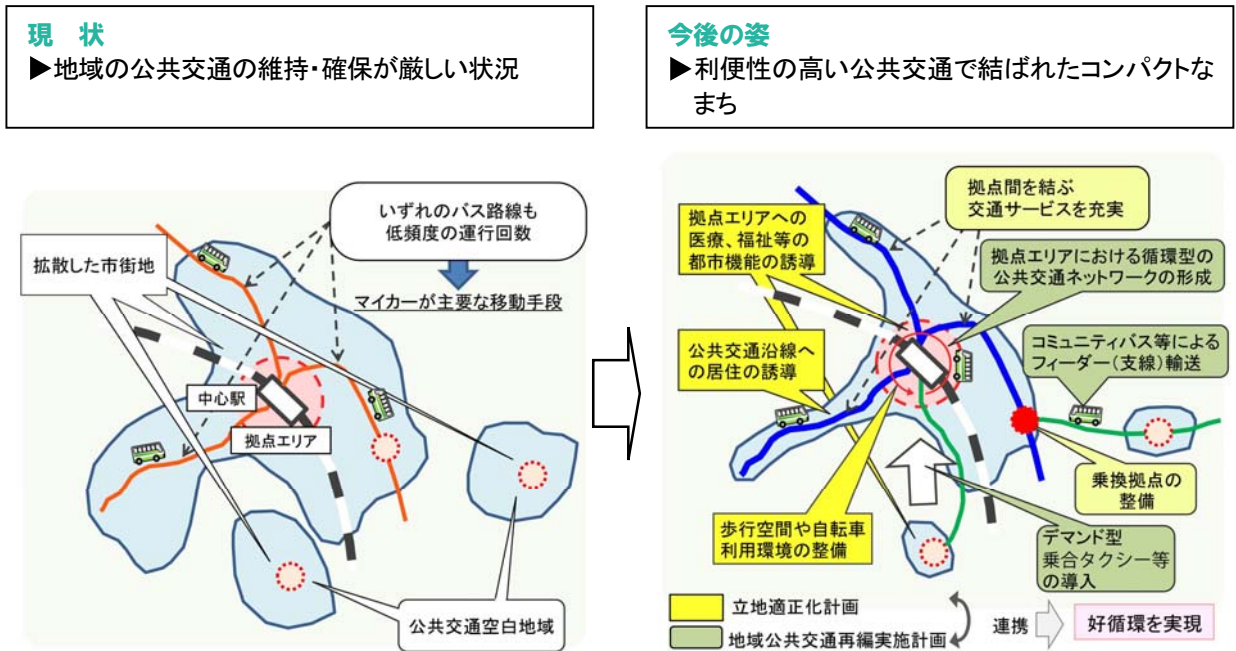 現 状
▶地域の公共交通の維持・確保が厳しい状況
いずれのバス路線も
低頻度の運行回数
マイカーが主要な移動手段
拡散した市街地
中心駅
拠点エリア
公共交通空白地域
今後の姿
▶利便性の高い公共交通で結ばれたコンパクトな
まち
拠点間を結ぶ
交通サービスを充実
拠点エリアへの
医療、福祉等の
都市機能の誘導
拠点エリアにおける循環型の
公共交通ネットワークの形成
公共交通沿線へ
の居住の誘導
コミュニティバス等による
フィーダー(支線)輸送
乗換拠点の
整備
歩行空間や自転車
利用環境の整備
デマンド型
乗合タクシー等
の導入
立地適正化計画
地域公共交通再編実施計画
連携
好循環を実現